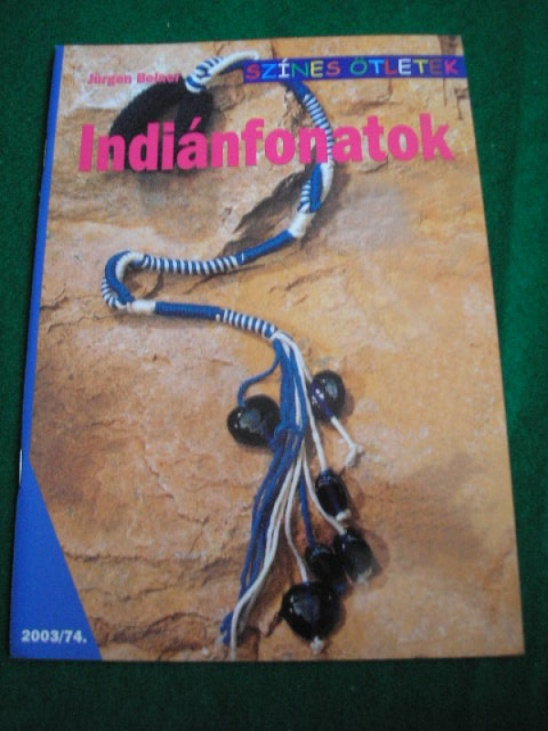 Jürgen
SZÍNES ÖTLETEK
Indiánfonatok
2003/74.